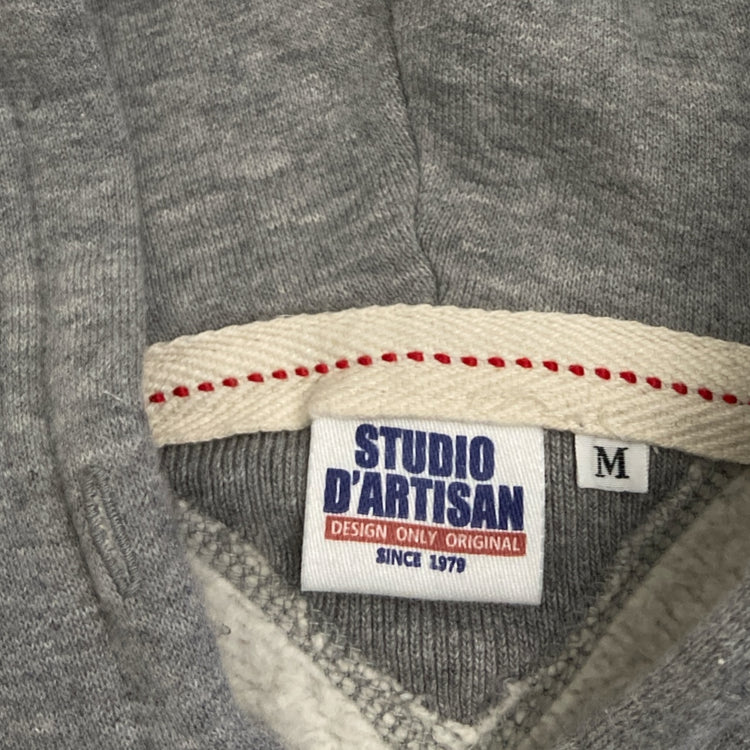 STUDIO
D'ARTISAN
DESIGN ONLY ORIGINAL
SINCE 1979
M